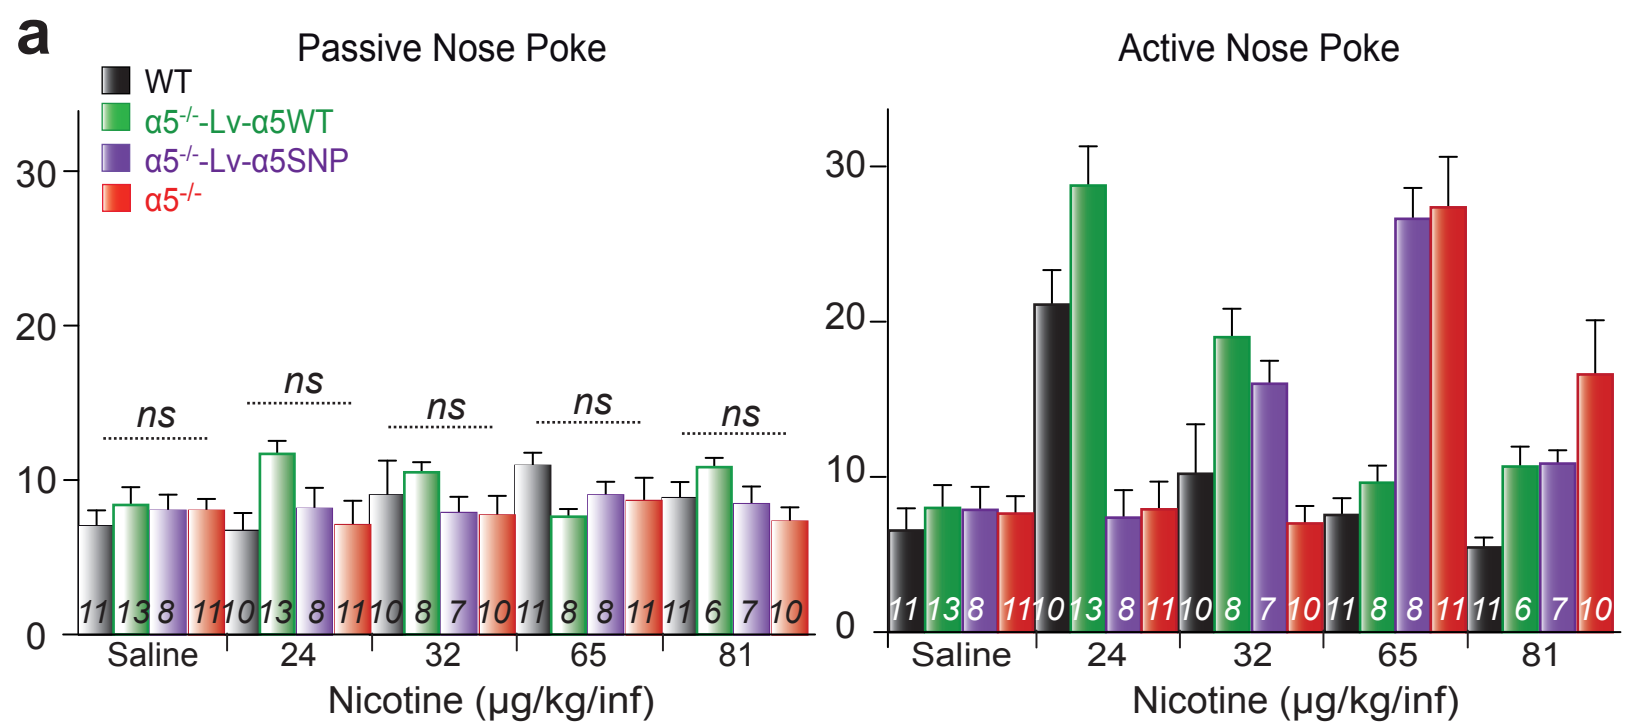 a
Passive Nose Poke
WT
α5-/--Lv-α5WT
α5-/--Lv-α5SNP
α5-/-
30
20
10
0
ns
ns
ns
ns
ns
11 13 8 11 10 13 8 11 10 8 7 10 11 8 8 11 11 6 7 10
Saline 24 32 65 81
Nicotine (µg/kg/inf)
Active Nose Poke
30
20
10
0
11 13 8 11 10 13 8 11 10 8 7 10 11 8 8 11 11 6 7 10
Saline 24 32 65 81
Nicotine (µg/kg/inf)